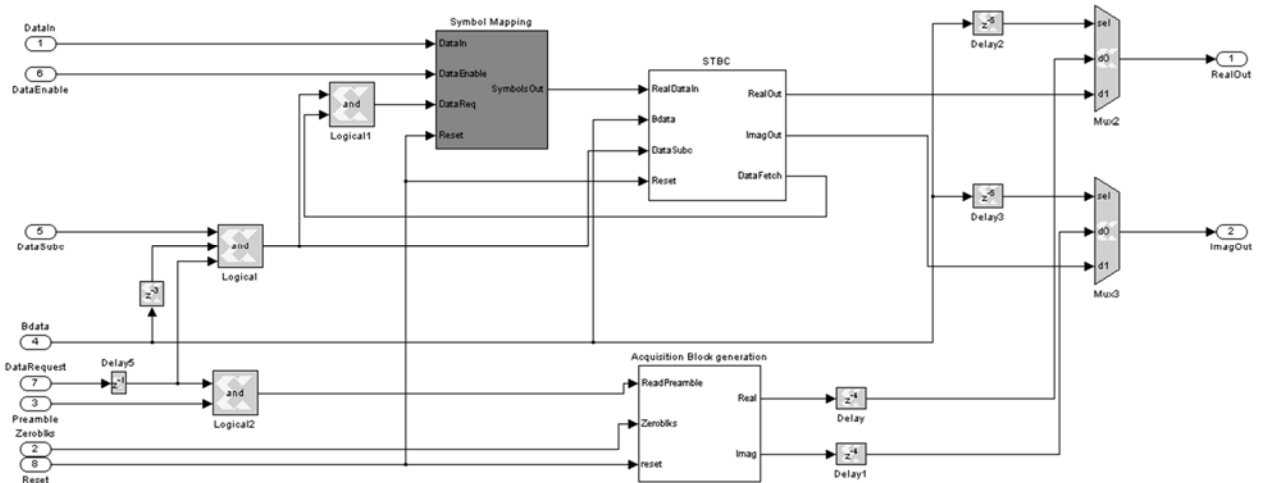 DataIn
1
6
DataEnable
Symbol Mapping
DataIn
DataEnable
DataReq
Reset
SymbolsOut
and
Logical1
STBC
RealDataIn
Bdata
DataSubc
Reset
RealOut
ImagOut
DataFetch
z-5
Delay2
sel
d0
d1
Mux2
1
RealOut
z-5
Delay3
sel
d0
d1
Mux3
2
ImagOut
5
DataSubc
and
Logical
z-3
Bdata
4
DataRequest
7
Delay5
z-1
3
Preamble
and
Logical2
Zeroblks
2
8
Reset
Acquisition Block generation
ReadPreamble
Zeroblks
reset
Real
Imag
z-4
Delay
z-4
Delay1